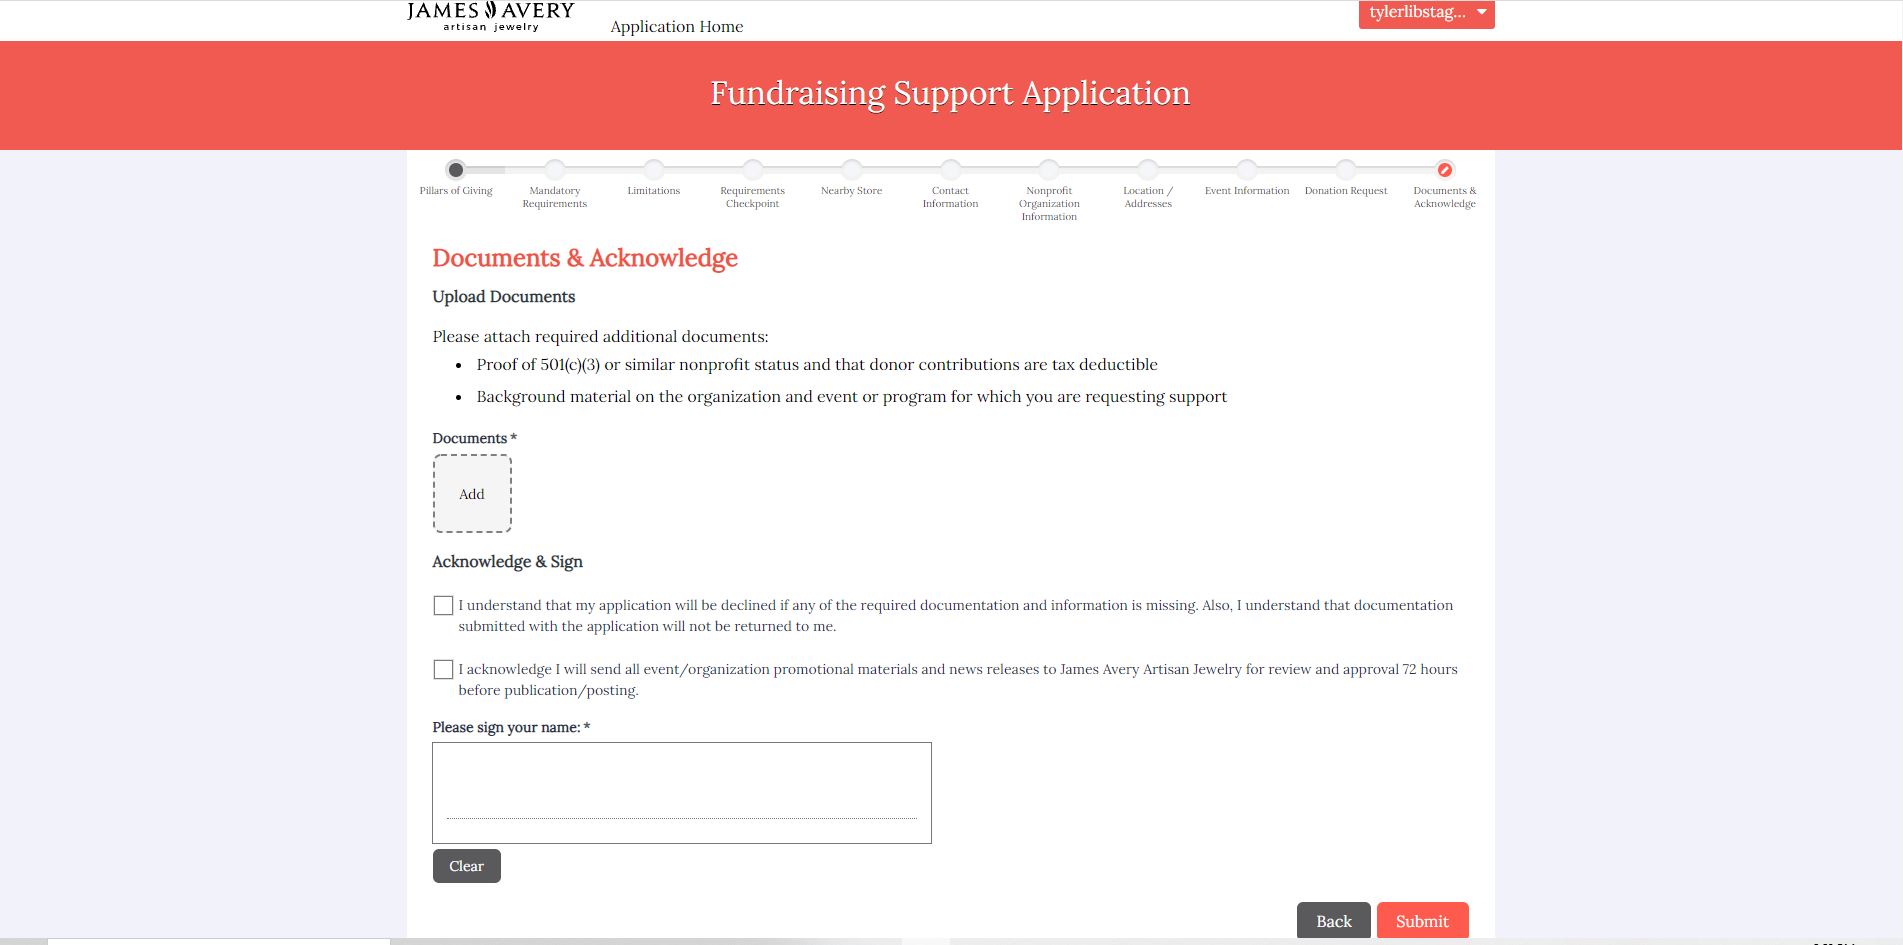 JAMES AVERY
artisan jewelry
Application Home
tylerlibstag...
Fundraising Support Application
Pillars of Giving
Mandatory
Requirements
Limitations
Requirements
Checkpoint
Nearby Store
Contact
Information
Nonprofit
Organization
Information
Location /
Addresses
Event Information
Donation Request
Documents &
Acknowledge
Documents & Acknowledge
Upload Documents
Please attach required additional documents:
• Proof of 501(c)(3) or similar nonprofit status and that donor contributions are tax deductible
• Background material on the organization and event or program for which you are requesting support
Documents *
Add
Acknowledge & Sign
I understand that my application will be declined if any of the required documentation and information is missing. Also, I understand that documentation
submitted with the application will not be returned to me.
I acknowledge I will send all event/organization promotional materials and news releases to James Avery Artisan Jewelry for review and approval 72 hours
before publication/posting.
Please sign your name: *
Clear
Back
Submit